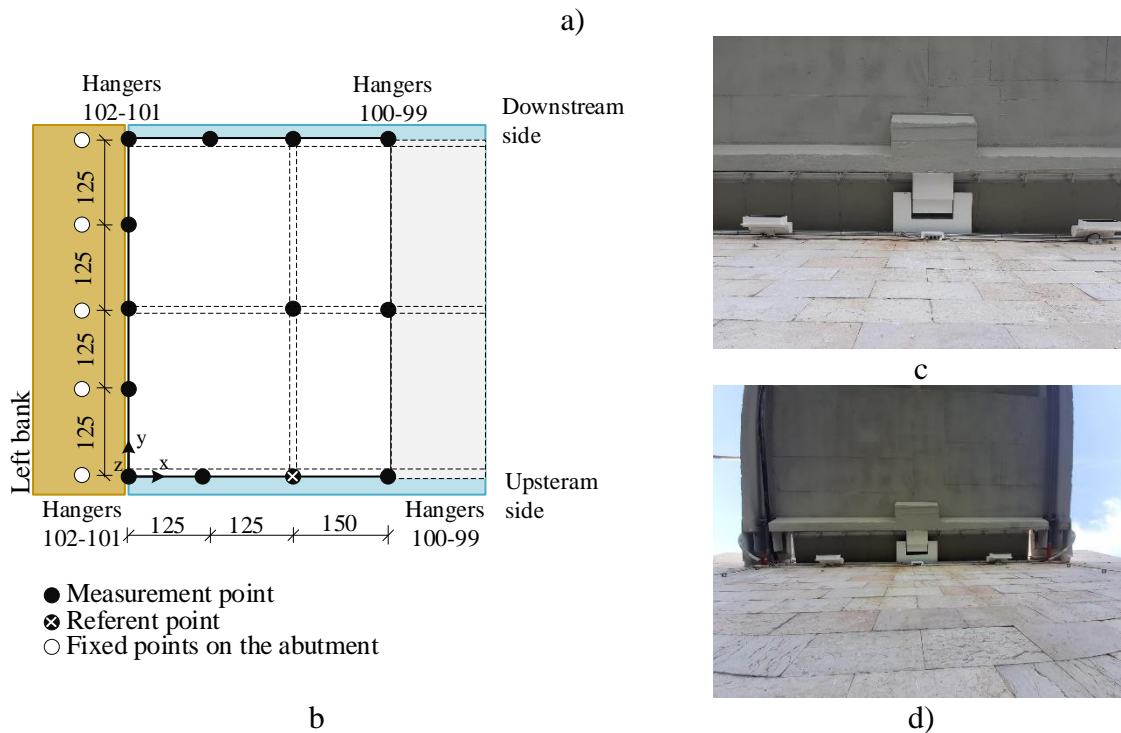 a)
Hangers
102-101
Hangers
100-99
Downstream
side
125
125
125
125
Left bank
y
z
x
Upsteram
side
Hangers
102-101
125
125
150
Hangers
100-99
Measurement point
Referent point
Fixed points on the abutment
b
c
d)